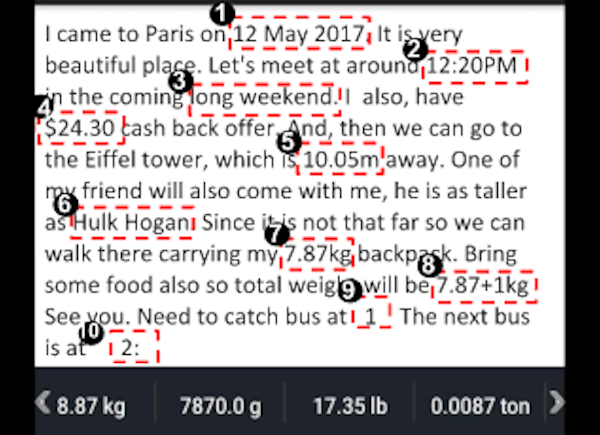 I came to Paris on 12 May 2017. It is very
beautiful place. Let's meet at around 12:20PM
in the coming long weekend. I also, have
$24.30 cash back offer. And, then we can go to
the Eiffel tower, which is 10.05m away. One of
my friend will also come with me, he is as taller
as Hulk Hogan. Since it is not that far so we can
walk there carrying my 7.87kg backpack. Bring
some food also so total weight will be 7.87+1kg
See you. Need to catch bus at 1 The next bus
is at 2:
1
2
3
4
5
6
7
8
9
10
8.87 kg 7870.0 g 17.35 lb 0.0087 ton